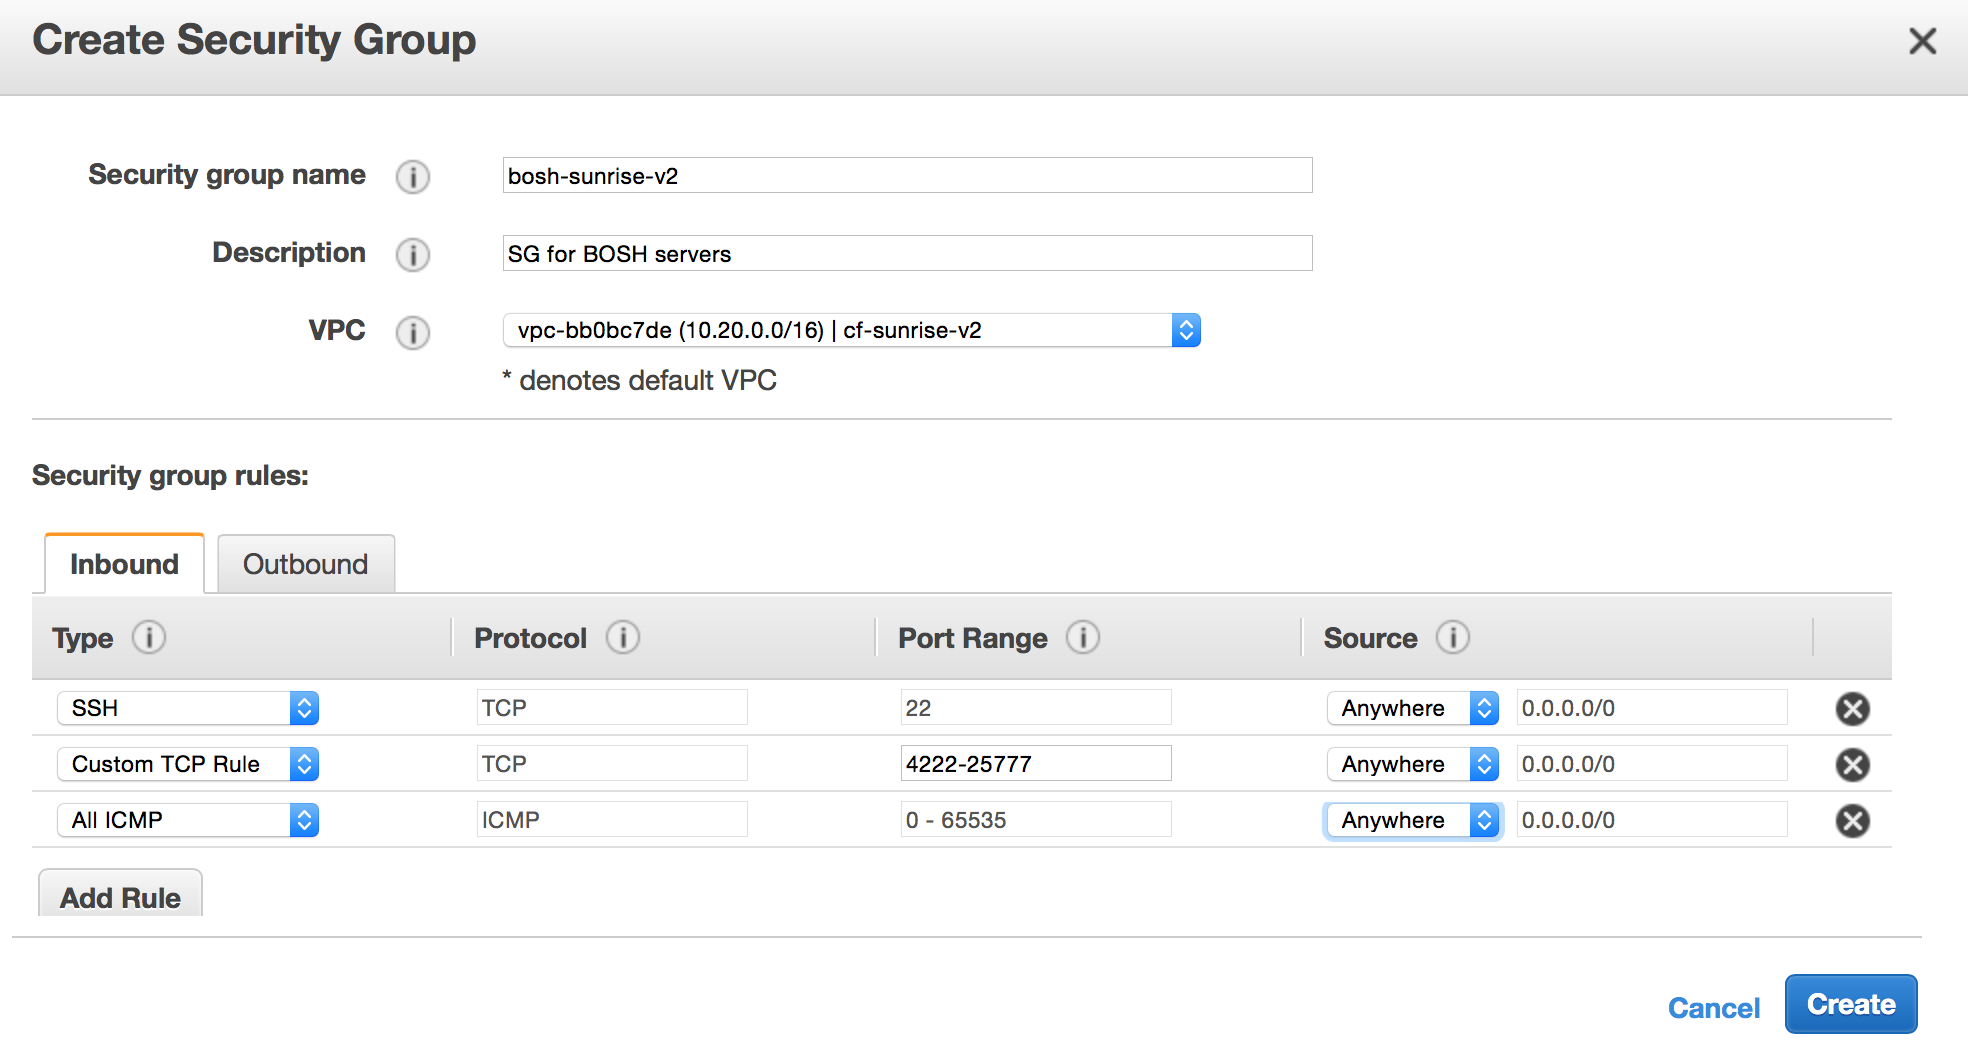 Create Security Group
Security group name bosh-sunrise-v2
Description SG for BOSH servers
VPC vpc-bb0bc7de (10.20.0.0/16) | cf-sunrise-v2
* denotes default VPC
Security group rules:
Inbound Outbound
Type Protocol Port Range Source
SSH TCP 22 Anywhere 0.0.0.0/0
Custom TCP Rule TCP 4222-25777 Anywhere 0.0.0.0/0
All ICMP ICMP 0 - 65535 Anywhere 0.0.0.0/0
Add Rule
Cancel Create